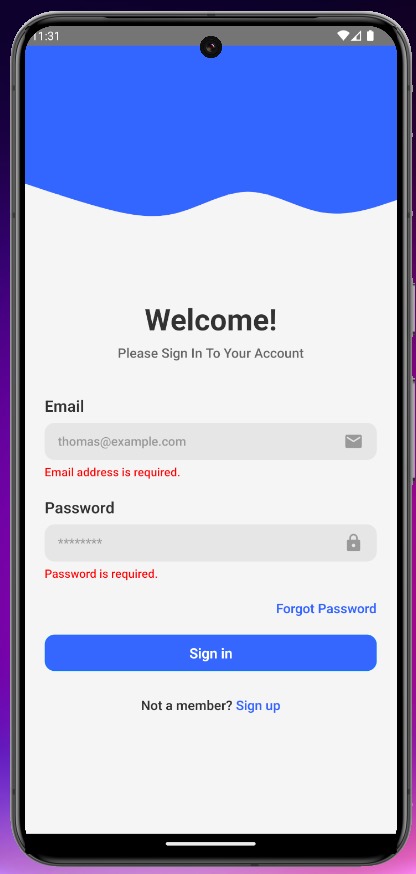 11:31
Welcome!
Please Sign In To Your Account
Email
thomas@example.com
Email address is required.
Password
********
Password is required.
Forgot Password
Sign in
Not a member? Sign up